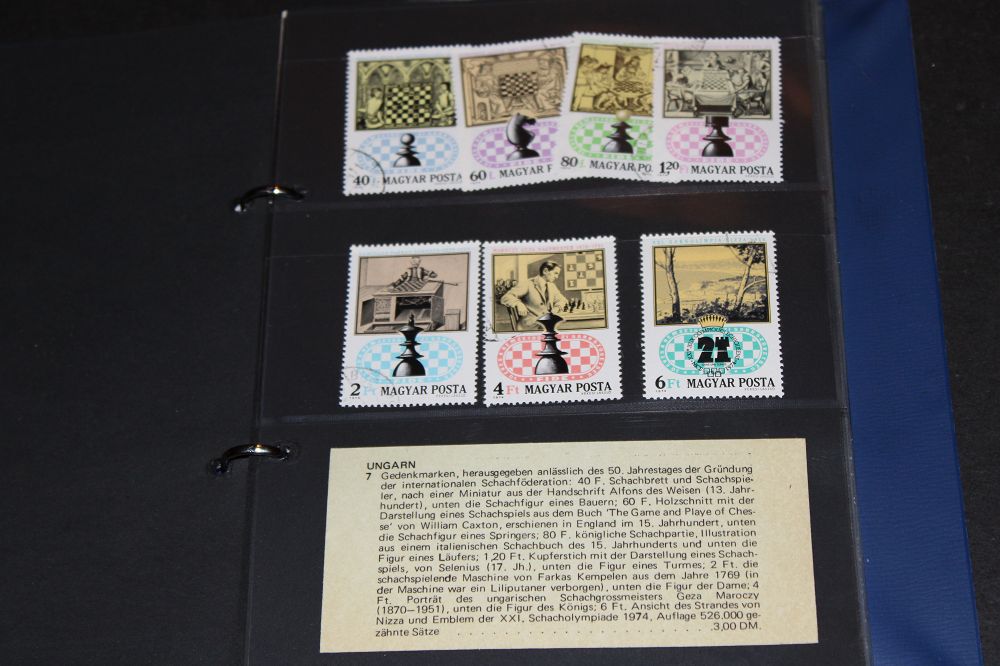 40 F MAGYAR POSTA
60 F MAGYAR P
80 F MAGYAR POSTA
1,20 Ft MAGYAR POSTA
2 Ft MAGYAR POSTA
4 Ft MAGYAR POSTA
FIDE
6 Ft MAGYAR POSTA
UNGARN
7 Gedenkmarken, herausgegeben anlässlich des 50. Jahrestages der Gründung
der internationalen Schachföderation: 40 F. Schachbrett und Schachspie-
ler, nach einer Miniatur aus der Handschrift Alfons des Weisen (13. Jahr-
hundert), unten die Schachfigur eines Bauern; 60 F. Holzschnitt mit der
Darstellung eines Schachspiels aus dem Buch 'The Game and Playe of Ches-
se' von William Caxton, erschienen in England im 15. Jahrhundert, unten
die Schachfigur eines Springers; 80 F. königliche Schachpartie, Illustration
aus einem italienischen Schachbuch des 15. Jahrhunderts und unten die
Figur eines Läufers; 1,20 Ft. Kupferstich mit der Darstellung eines Schach-
spiels, von Selenius (17. Jh.), unten die Figur eines Turmes; 2 Ft. die
schachspielende Maschine von Farkas Kempelen aus dem Jahre 1769 (in
der Maschine war ein Liliputaner verborgen), unten die Figur der Dame; 4
Ft. Porträt des ungarischen Schachgrossmeisters Geza Maroczy
(1870—1951), unten die Figur des Königs; 6 Ft, Ansicht des Strandes von
Nizza und Emblem der XXI, Schacholympiade 1974, Auflage 526.000 ge-
zähnte Sätze . . . . . . . . . . . . . . . . . . . . . . . . .3,00 DM.